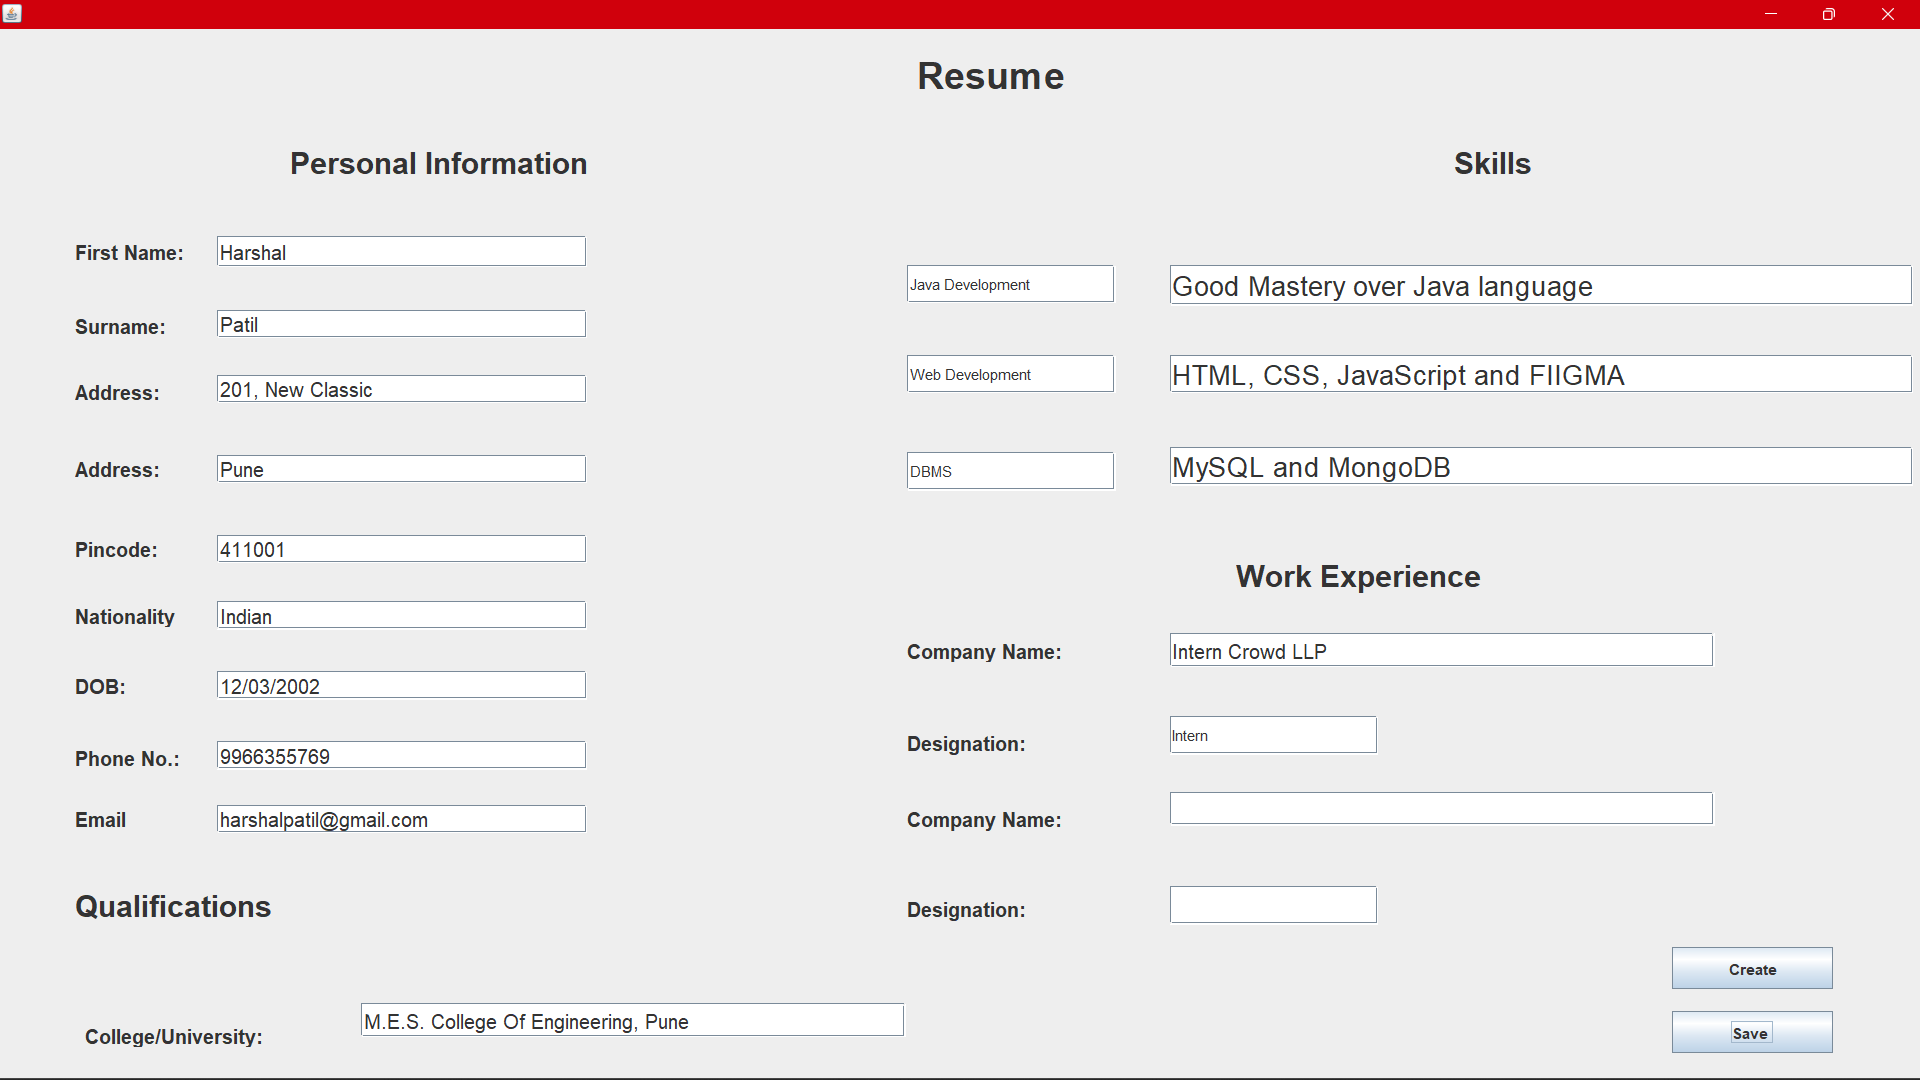 Resume
Personal Information
First Name: Harshal
Surname: Patil
Address: 201, New Classic
Address: Pune
Pincode: 411001
Nationality Indian
DOB: 12/03/2002
Phone No.: 9966355769
Email harshalpatil@gmail.com
Qualifications
College/University: M.E.S. College Of Engineering, Pune
Skills
Java Development Good Mastery over Java language
Web Development HTML, CSS, JavaScript and FIIGMA
DBMS MySQL and MongoDB
Work Experience
Company Name: Intern Crowd LLP
Designation: Intern
Company Name:
Designation:
Create
Save